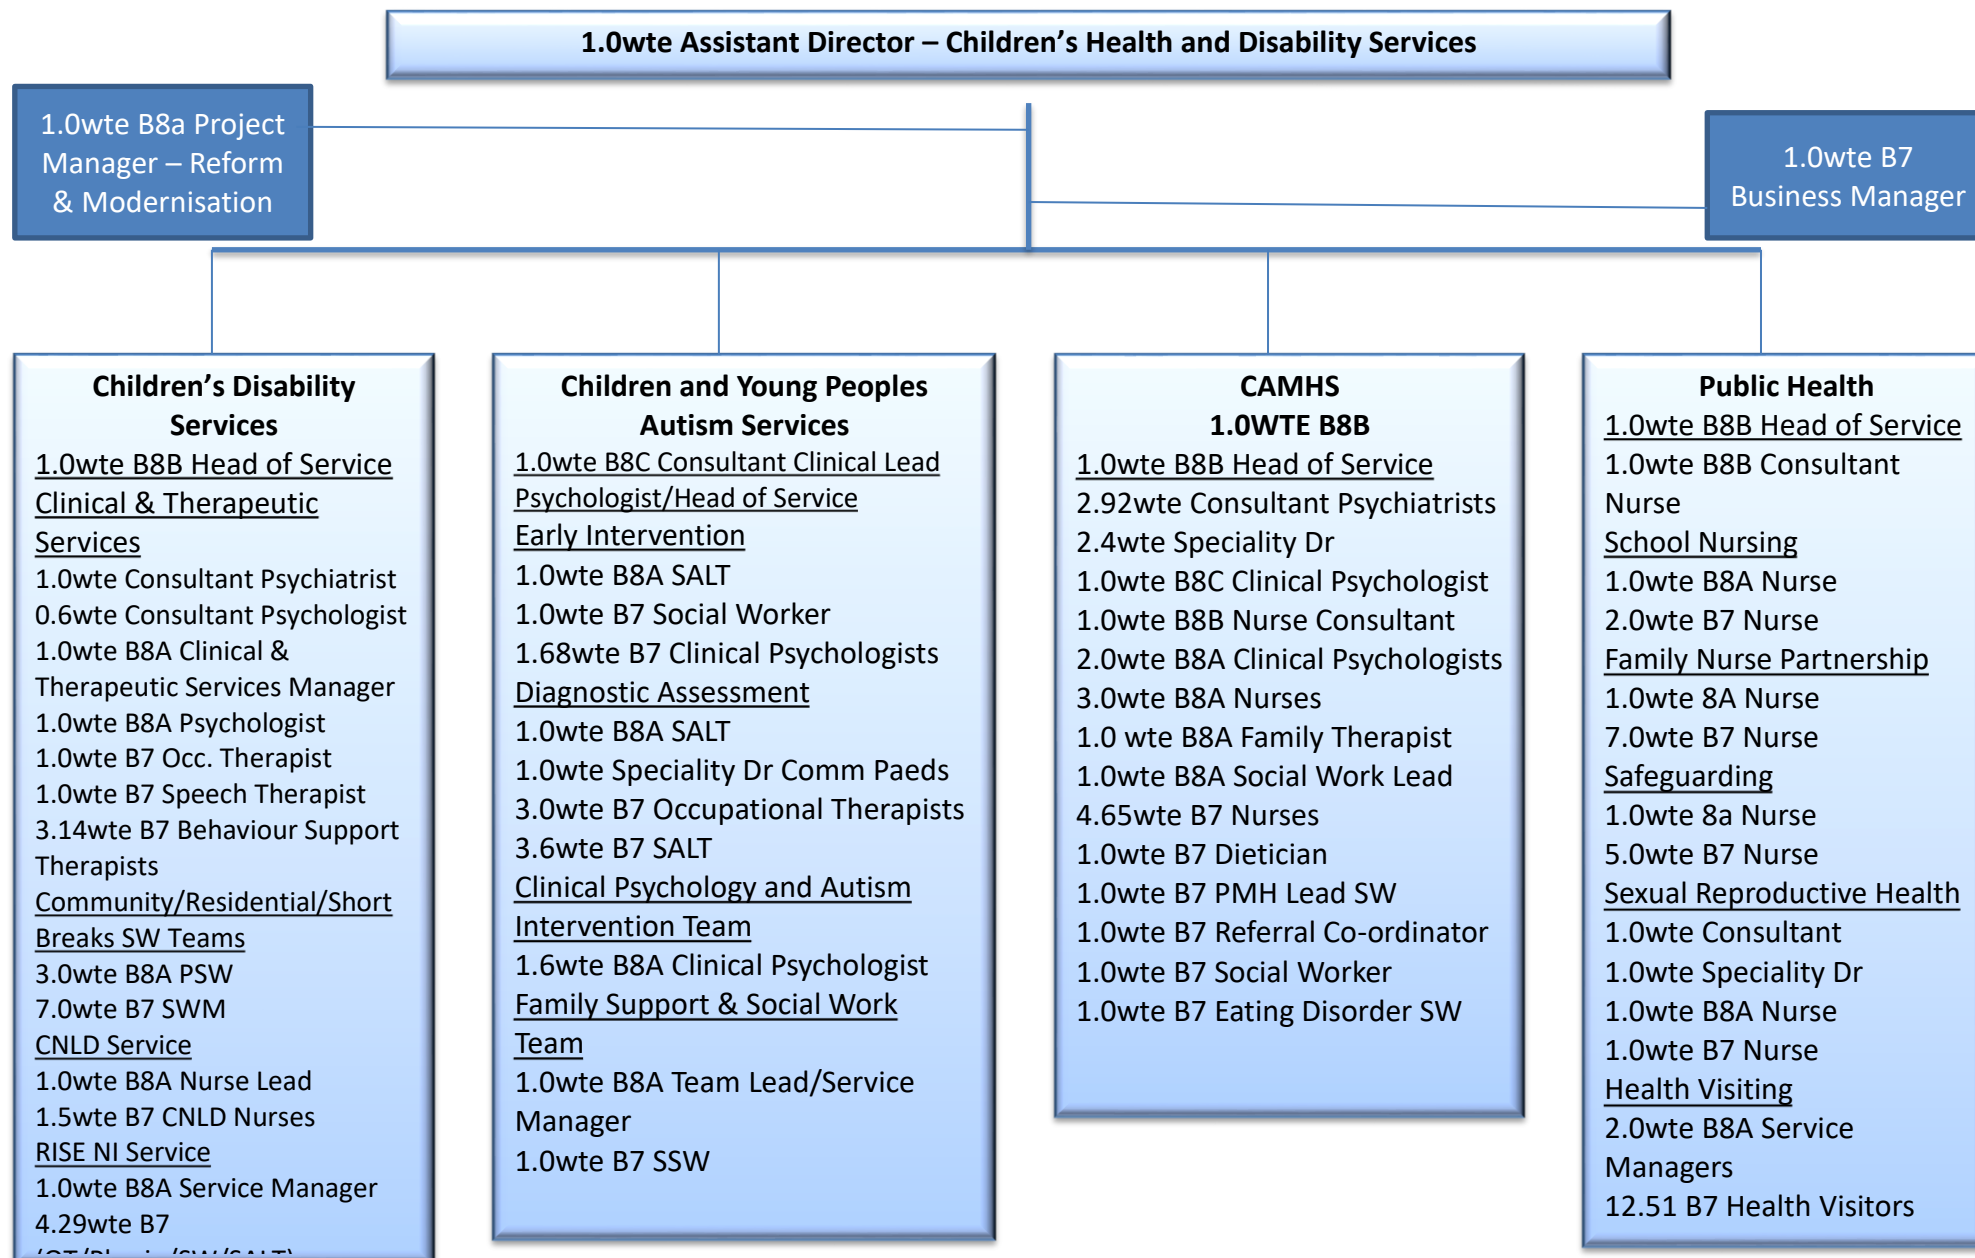 1.0wte Assistant Director – Children’s Health and Disability Services
1.0wte B8a Project
Manager – Reform
& Modernisation
1.0wte B7
Business Manager
Children’s Disability
Services
1.0wte B8B Head of Service
Clinical & Therapeutic
Services
1.0wte Consultant Psychiatrist
0.6wte Consultant Psychologist
1.0wte B8A Clinical &
Therapeutic Services Manager
1.0wte B8A Psychologist
1.0wte B7 Occ. Therapist
1.0wte B7 Speech Therapist
3.14wte B7 Behaviour Support
Therapists
Community/Residential/Short
Breaks SW Teams
3.0wte B8A PSW
7.0wte B7 SWM
CNLD Service
1.0wte B8A Nurse Lead
1.5wte B7 CNLD Nurses
RISE NI Service
1.0wte B8A Service Manager
4.29wte B7
Children and Young Peoples
Autism Services
1.0wte B8C Consultant Clinical Lead
Psychologist/Head of Service
Early Intervention
1.0wte B8A SALT
1.0wte B7 Social Worker
1.68wte B7 Clinical Psychologists
Diagnostic Assessment
1.0wte B8A SALT
1.0wte Speciality Dr Comm Paeds
3.0wte B7 Occupational Therapists
3.6wte B7 SALT
Clinical Psychology and Autism
Intervention Team
1.6wte B8A Clinical Psychologist
Family Support & Social Work
Team
1.0wte B8A Team Lead/Service
Manager
1.0wte B7 SSW
CAMHS
1.0WTE B8B
1.0wte B8B Head of Service
2.92wte Consultant Psychiatrists
2.4wte Speciality Dr
1.0wte B8C Clinical Psychologist
1.0wte B8B Nurse Consultant
2.0wte B8A Clinical Psychologists
3.0wte B8A Nurses
1.0 wte B8A Family Therapist
1.0wte B8A Social Work Lead
4.65wte B7 Nurses
1.0wte B7 Dietician
1.0wte B7 PMH Lead SW
1.0wte B7 Referral Co-ordinator
1.0wte B7 Social Worker
1.0wte B7 Eating Disorder SW
Public Health
1.0wte B8B Head of Service
1.0wte B8B Consultant
Nurse
School Nursing
1.0wte B8A Nurse
2.0wte B7 Nurse
Family Nurse Partnership
1.0wte 8A Nurse
7.0wte B7 Nurse
Safeguarding
1.0wte 8a Nurse
5.0wte B7 Nurse
Sexual Reproductive Health
1.0wte Consultant
1.0wte Speciality Dr
1.0wte B8A Nurse
1.0wte B7 Nurse
Health Visiting
2.0wte B8A Service
Managers
12.51 B7 Health Visitors